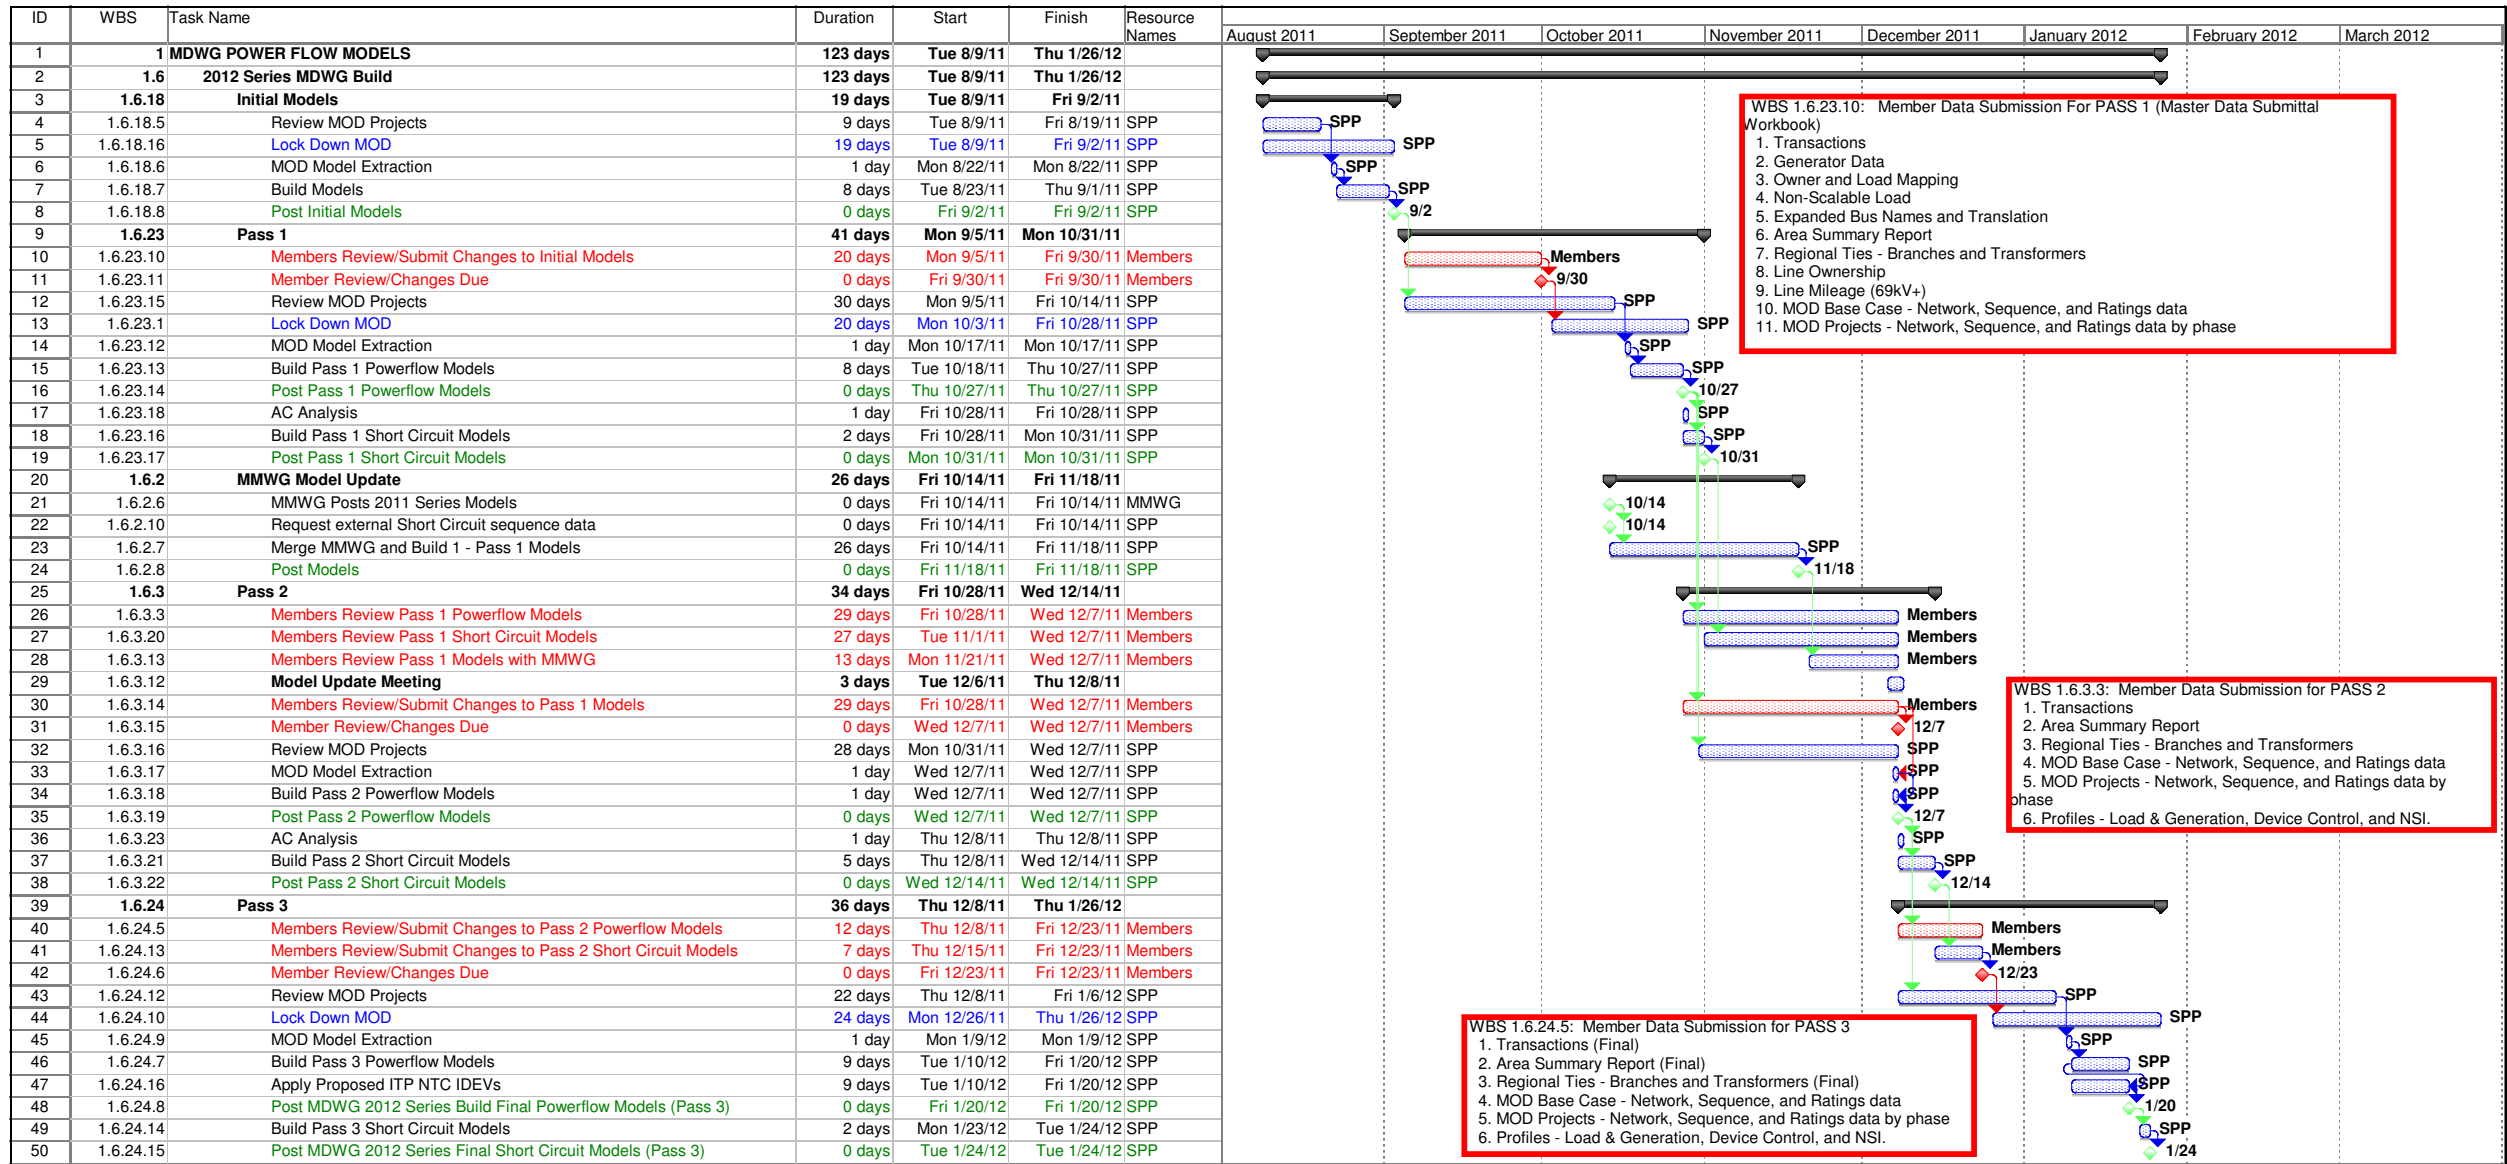 ID WBS Task Name Duration Start Finish Resource Names
August 2011 September 2011 October 2011 November 2011 December 2011 January 2012 February 2012 March 2012
1 1 MDWG POWER FLOW MODELS 123 days Tue 8/9/11 Thu 1/26/12
2 1.6 2012 Series MDWG Build 123 days Tue 8/9/11 Thu 1/26/12
3 1.6.18 Initial Models 19 days Tue 8/9/11 Fri 9/2/11
4 1.6.18.5 Review MOD Projects 9 days Tue 8/9/11 Fri 8/19/11 SPP SPP
5 1.6.18.16 Lock Down MOD 19 days Tue 8/9/11 Fri 9/2/11 SPP SPP
6 1.6.18.6 MOD Model Extraction 1 day Mon 8/22/11 Mon 8/22/11 SPP SPP
7 1.6.18.7 Build Models 8 days Tue 8/23/11 Thu 9/1/11 SPP SPP
8 1.6.18.8 Post Initial Models 0 days Fri 9/2/11 Fri 9/2/11 SPP 9/2
9 1.6.23 Pass 1 41 days Mon 9/5/11 Mon 10/31/11
10 1.6.23.10 Members Review/Submit Changes to Initial Models 20 days Mon 9/5/11 Fri 9/30/11 Members Members
11 1.6.23.11 Member Review/Changes Due 0 days Fri 9/30/11 Fri 9/30/11 Members 9/30
12 1.6.23.15 Review MOD Projects 30 days Mon 9/5/11 Fri 10/14/11 SPP SPP
13 1.6.23.1 Lock Down MOD 20 days Mon 10/3/11 Fri 10/28/11 SPP SPP
14 1.6.23.12 MOD Model Extraction 1 day Mon 10/17/11 Mon 10/17/11 SPP SPP
15 1.6.23.13 Build Pass 1 Powerflow Models 8 days Tue 10/18/11 Thu 10/27/11 SPP SPP
16 1.6.23.14 Post Pass 1 Powerflow Models 0 days Thu 10/27/11 Thu 10/27/11 SPP 10/27
17 1.6.23.18 AC Analysis 1 day Fri 10/28/11 Fri 10/28/11 SPP SPP
18 1.6.23.16 Build Pass 1 Short Circuit Models 2 days Fri 10/28/11 Mon 10/31/11 SPP SPP
19 1.6.23.17 Post Pass 1 Short Circuit Models 0 days Mon 10/31/11 Mon 10/31/11 SPP 10/31
20 1.6.2 MMWG Model Update 26 days Fri 10/14/11 Fri 11/18/11
21 1.6.2.6 MMWG Posts 2011 Series Models 0 days Fri 10/14/11 Fri 10/14/11 MMWG 10/14
22 1.6.2.10 Request external Short Circuit sequence data 0 days Fri 10/14/11 Fri 10/14/11 SPP 10/14
23 1.6.2.7 Merge MMWG and Build 1 - Pass 1 Models 26 days Fri 10/14/11 Fri 11/18/11 SPP SPP
24 1.6.2.8 Post Models 0 days Fri 11/18/11 Fri 11/18/11 SPP 11/18
25 1.6.3 Pass 2 34 days Fri 10/28/11 Wed 12/14/11
26 1.6.3.3 Members Review Pass 1 Powerflow Models 29 days Fri 10/28/11 Wed 12/7/11 Members Members
27 1.6.3.20 Members Review Pass 1 Short Circuit Models 27 days Tue 11/1/11 Wed 12/7/11 Members Members
28 1.6.3.13 Members Review Pass 1 Models with MMWG 13 days Mon 11/21/11 Wed 12/7/11 Members Members
29 1.6.3.12 Model Update Meeting 3 days Tue 12/6/11 Thu 12/8/11
30 1.6.3.14 Members Review/Submit Changes to Pass 1 Models 29 days Fri 10/28/11 Wed 12/7/11 Members Members
31 1.6.3.15 Member Review/Changes Due 0 days Wed 12/7/11 Wed 12/7/11 Members 12/7
32 1.6.3.16 Review MOD Projects 28 days Mon 10/31/11 Wed 12/7/11 SPP SPP
33 1.6.3.17 MOD Model Extraction 1 day Wed 12/7/11 Wed 12/7/11 SPP SPP
34 1.6.3.18 Build Pass 2 Powerflow Models 1 day Wed 12/7/11 Wed 12/7/11 SPP SPP
35 1.6.3.19 Post Pass 2 Powerflow Models 0 days Wed 12/7/11 Wed 12/7/11 SPP 12/7
36 1.6.3.23 AC Analysis 1 day Thu 12/8/11 Thu 12/8/11 SPP SPP
37 1.6.3.21 Build Pass 2 Short Circuit Models 5 days Thu 12/8/11 Wed 12/14/11 SPP SPP
38 1.6.3.22 Post Pass 2 Short Circuit Models 0 days Wed 12/14/11 Wed 12/14/11 SPP 12/14
39 1.6.24 Pass 3 36 days Thu 12/8/11 Thu 1/26/12
40 1.6.24.5 Members Review/Submit Changes to Pass 2 Powerflow Models 12 days Thu 12/8/11 Fri 12/23/11 Members Members
41 1.6.24.13 Members Review/Submit Changes to Pass 2 Short Circuit Models 7 days Thu 12/15/11 Fri 12/23/11 Members Members
42 1.6.24.6 Member Review/Changes Due 0 days Fri 12/23/11 Fri 12/23/11 Members 12/23
43 1.6.24.12 Review MOD Projects 22 days Thu 12/8/11 Fri 1/6/12 SPP SPP
44 1.6.24.10 Lock Down MOD 24 days Mon 12/26/11 Thu 1/26/12 SPP SPP
45 1.6.24.9 MOD Model Extraction 1 day Mon 1/9/12 Mon 1/9/12 SPP SPP
46 1.6.24.7 Build Pass 3 Powerflow Models 9 days Tue 1/10/12 Fri 1/20/12 SPP SPP
47 1.6.24.16 Apply Proposed ITP NTC IDEVs 9 days Tue 1/10/12 Fri 1/20/12 SPP SPP
48 1.6.24.8 Post MDWG 2012 Series Build Final Powerflow Models (Pass 3) 0 days Fri 1/20/12 Fri 1/20/12 SPP 1/20
49 1.6.24.14 Build Pass 3 Short Circuit Models 2 days Mon 1/23/12 Tue 1/24/12 SPP SPP
50 1.6.24.15 Post MDWG 2012 Series Final Short Circuit Models (Pass 3) 0 days Tue 1/24/12 Tue 1/24/12 SPP 1/24
WBS 1.6.23.10: Member Data Submission For PASS 1 (Master Data Submittal
Workbook)
1. Transactions
2. Generator Data
3. Owner and Load Mapping
4. Non-Scalable Load
5. Expanded Bus Names and Translation
6. Area Summary Report
7. Regional Ties - Branches and Transformers
8. Line Ownership
9. Line Mileage (69kV+)
10. MOD Base Case - Network, Sequence, and Ratings data
11. MOD Projects - Network, Sequence, and Ratings data by phase
WBS 1.6.3.3: Member Data Submission for PASS 2
1. Transactions
2. Area Summary Report
3. Regional Ties - Branches and Transformers
4. MOD Base Case - Network, Sequence, and Ratings data
5. MOD Projects - Network, Sequence, and Ratings data by
phase
6. Profiles - Load & Generation, Device Control, and NSI.
WBS 1.6.24.5: Member Data Submission for PASS 3
1. Transactions (Final)
2. Area Summary Report (Final)
3. Regional Ties - Branches and Transformers (Final)
4. MOD Base Case - Network, Sequence, and Ratings data
5. MOD Projects - Network, Sequence, and Ratings data by phase
6. Profiles - Load & Generation, Device Control, and NSI.